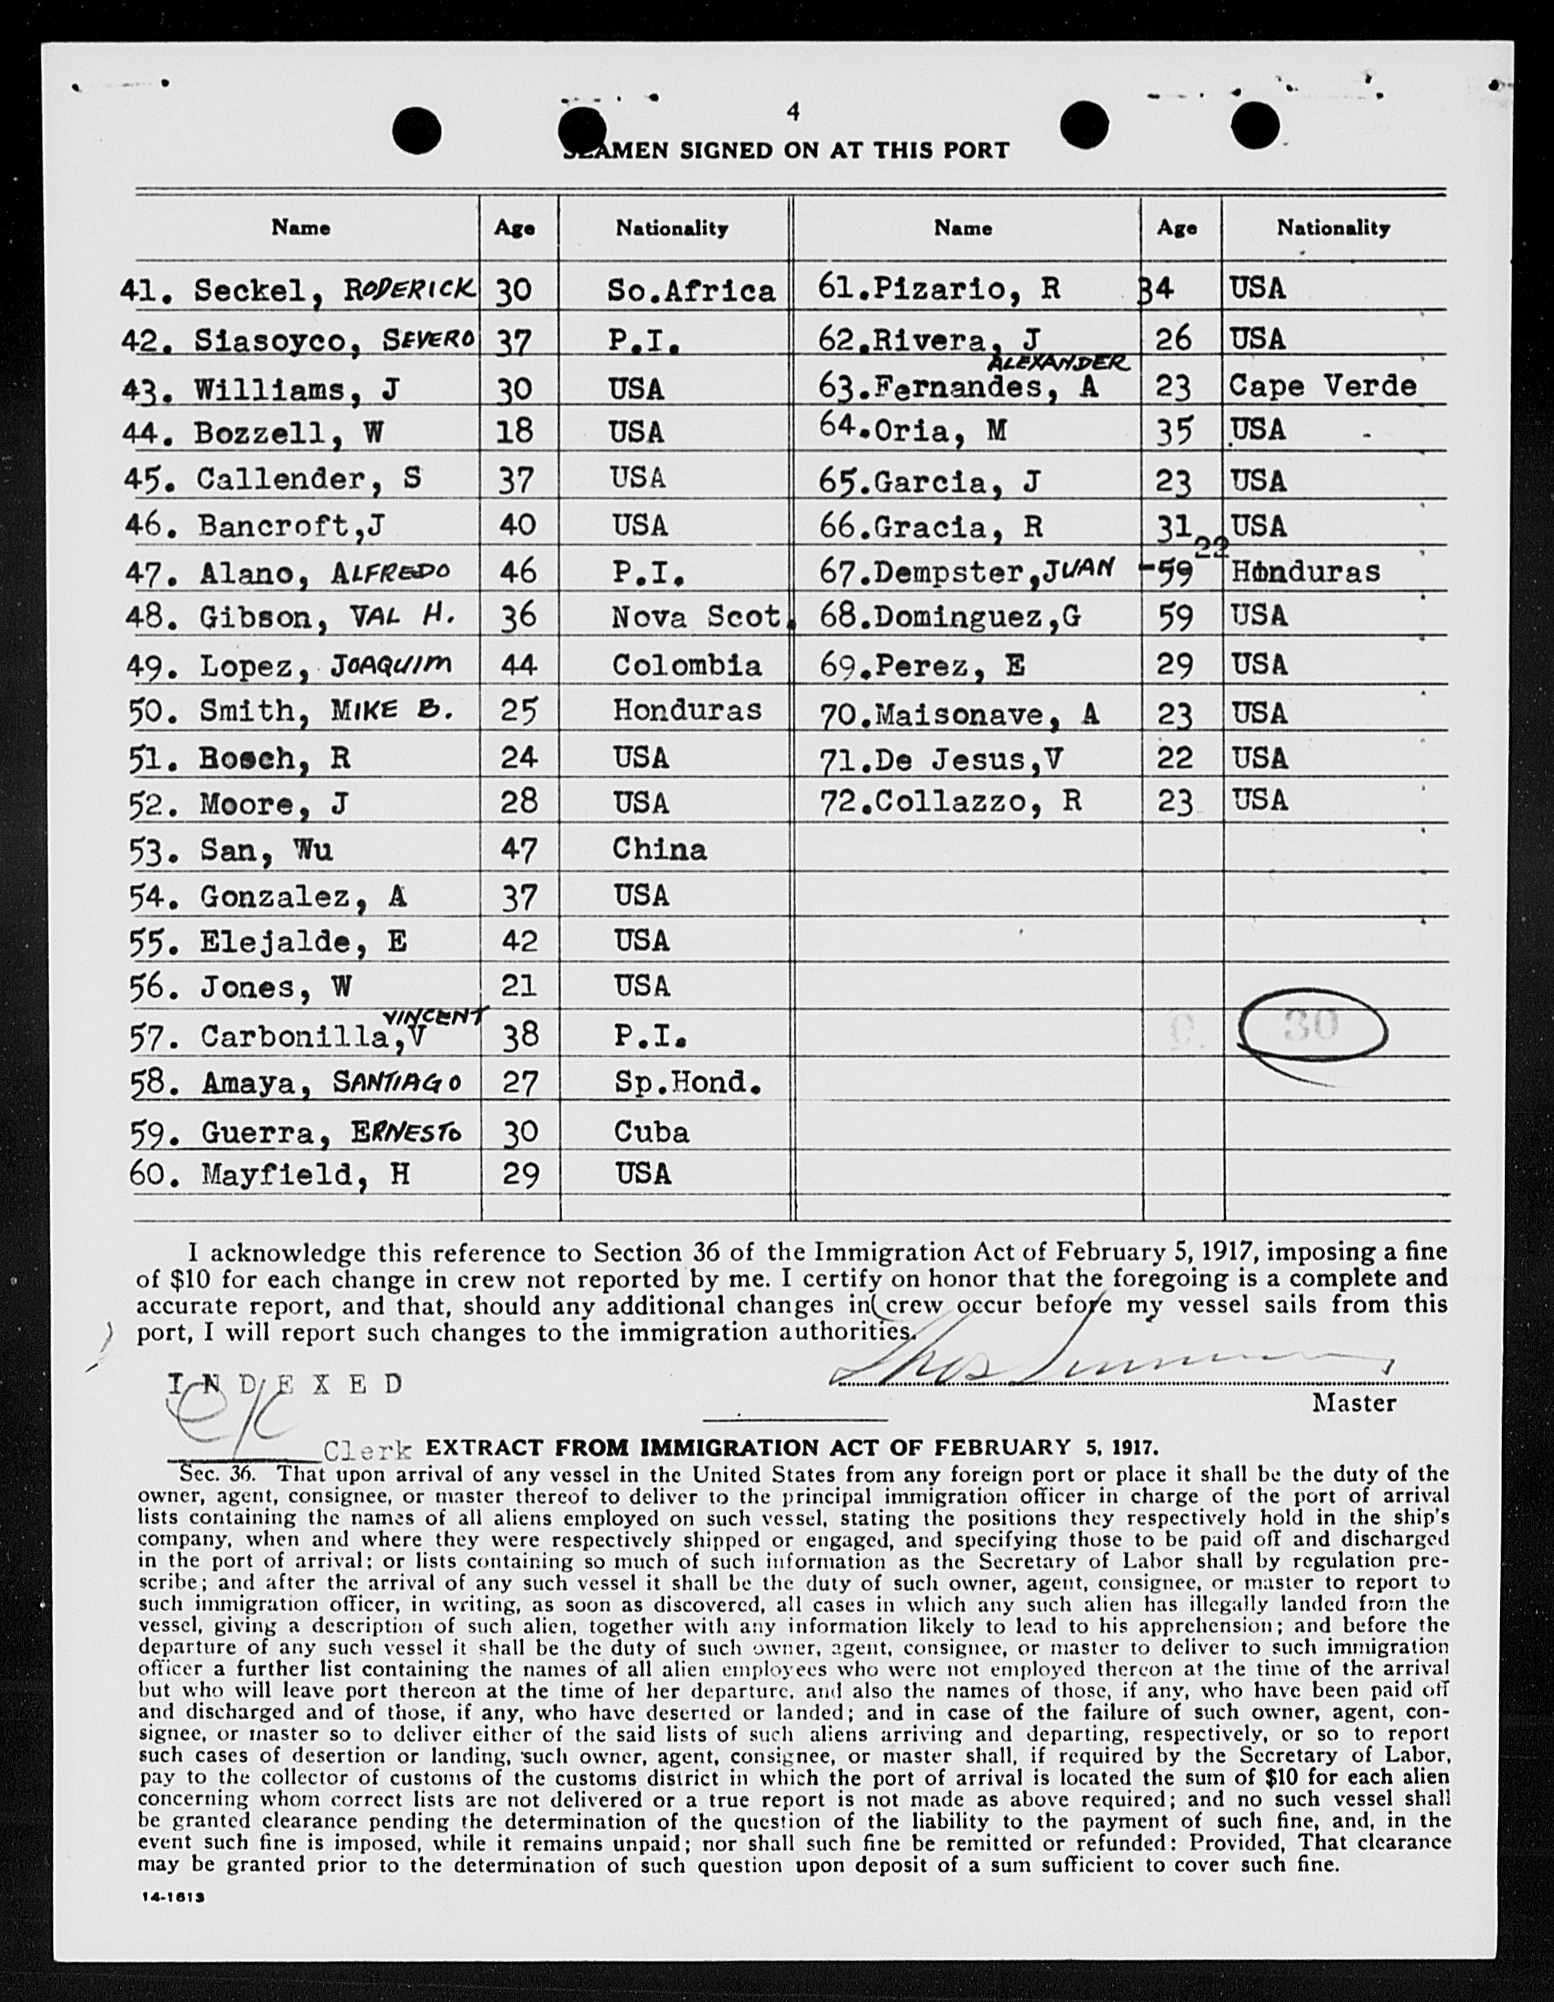 4
SEAMEN SIGNED ON AT THIS PORT
Name Age Nationality Name Age Nationality
41. Seckel, RODERICK 30 So.Africa 61.Pizario, R 34 USA
42. Siasoyco, SEVERO 37 P.I. 62.Rivera, J 26 USA
ALEXANDER
43. Williams, J 30 USA 63.Fernandes, A 23 Cape Verde
44. Bozzell, W 18 USA 64.Oria, M 35 USA -
45. Callender, S 37 USA 65.Garcia, J 23 USA
46. Bancroft,J 40 USA 66.Gracia, R 31 USA
22
47. Alano, ALFREDO 46 P.I. 67.Dempster,JUAN 59 Honduras
48. Gibson, VAL H. 36 Nova Scot. 68.Dominguez,G 59 USA
49. Lopez, JOAQUIM 44 Colombia 69.Perez, E 29 USA
50. Smith, MIKE B. 25 Honduras 70.Maisonave, A 23 USA
51. Bosch, R 24 USA 71.De Jesus,V 22 USA
52. Moore, J 28 USA 72.Collazzo, R 23 USA
53. San, Wu 47 China
54. Gonzalez, A 37 USA
55. Elejalde, E 42 USA
56. Jones, W 21 USA
VINCENT
57. Carbonilla,V 38 P.I. 30
58. Amaya, SANTIAGO 27 Sp.Hond.
59. Guerra, ERNESTO 30 Cuba
60. Mayfield, H 29 USA
I acknowledge this reference to Section 36 of the Immigration Act of February 5, 1917, imposing a fine
of $10 for each change in crew not reported by me. I certify on honor that the foregoing is a complete and
accurate report, and that, should any additional changes in crew occur before my vessel sails from this
port, I will report such changes to the immigration authorities.
Thos
Master
INDEXED
Clerk
EXTRACT FROM IMMIGRATION ACT OF FEBRUARY 5, 1917.
Sec. 36. That upon arrival of any vessel in the United States from any foreign port or place it shall be the duty of the
owner, agent, consignee, or master thereof to deliver to the principal immigration officer in charge of the port of arrival
lists containing the names of all aliens employed on such vessel, stating the positions they respectively hold in the ship's
company, when and where they were respectively shipped or engaged, and specifying those to be paid off and discharged
in the port of arrival; or lists containing so much of such information as the Secretary of Labor shall by regulation pre-
scribe; and after the arrival of any such vessel it shall be the duty of such owner, agent, consignee, or master to report to
such immigration officer, in writing, as soon as discovered, all cases in which any such alien has illegally landed from the
vessel, giving a description of such alien, together with any information likely to lead to his apprehension; and before the
departure of any such vessel it shall be the duty of such owner, agent, consignee, or master to deliver to such immigration
officer a further list containing the names of all alien employees who were not employed thereon at the time of the arrival
but who will leave port thereon at the time of her departure, and also the names of those, if any, who have been paid off
and discharged and of those, if any, who have deserted or landed; and in case of the failure of such owner, agent, con-
signee, or master so to deliver either of the said lists of such aliens arriving and departing, respectively, or so to report
such cases of desertion or landing, such owner, agent, consignee, or master shall, if required by the Secretary of Labor,
pay to the collector of customs of the customs district in which the port of arrival is located the sum of $10 for each alien
concerning whom correct lists are not delivered or a true report is not made as above required; and no such vessel shall
be granted clearance pending the determination of the question of the liability to the payment of such fine, and, in the
event such fine is imposed, while it remains unpaid; nor shall such fine be remitted or refunded: Provided, That clearance
may be granted prior to the determination of such question upon deposit of a sum sufficient to cover such fine.
14-1613